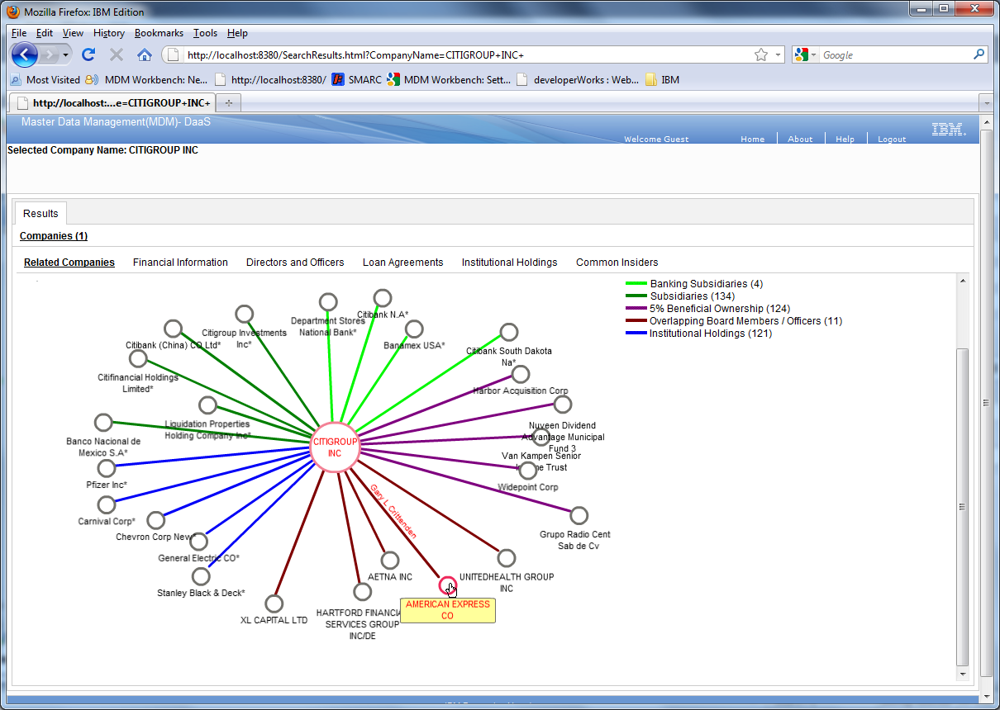 Mozilla Firefox: IBM Edition
File Edit View History Bookmarks Tools Help
http://localhost:8380/SearchResults.html?CompanyName=CITIGROUP+INC+
Google
Most Visited MDM Workbench: Ne... http://localhost:8380/ SMARC MDM Workbench: Sett... developerWorks : Web... IBM
http://localhost:...e=CITIGROUP+INC+
Master Data Management(MDM)- DaaS
IBM.
Welcome Guest Home About Help Logout
Selected Company Name: CITIGROUP INC
Results
Companies (1)
Related Companies Financial Information Directors and Officers Loan Agreements Institutional Holdings Common Insiders
Banking Subsidiaries (4)
Subsidiaries (134)
5% Beneficial Ownership (124)
Overlapping Board Members / Officers (11)
Institutional Holdings (121)
Citibank N.A*
Department Stores
National Bank*
Citigroup Investments
Inc*
Citibank (China) CO Ltd*
Banamex USA*
Citibank South Dakota
Na*
Citifinancial Holdings
Limited*
Harbor Acquisition Corp
Liquidation Properties
Holding Company Inc*
Nuveen Dividend
Advantage Municipal
Fund 3
Banco Nacional de
Mexico S.A*
CITIGROUP
INC
Van Kampen Senior
Trust
Pfizer Inc*
Widepoint Corp
Gary L Crittenden
Carnival Corp*
Chevron Corp New*
Grupo Radio Cent
Sab de Cv
General Electric CO*
AETNA INC
UNITEDHEALTH GROUP
INC
Stanley Black & Deck*
AMERICAN EXPRESS
CO
XL CAPITAL LTD
HARTFORD FINANCIA
SERVICES GROUP
INC/DE